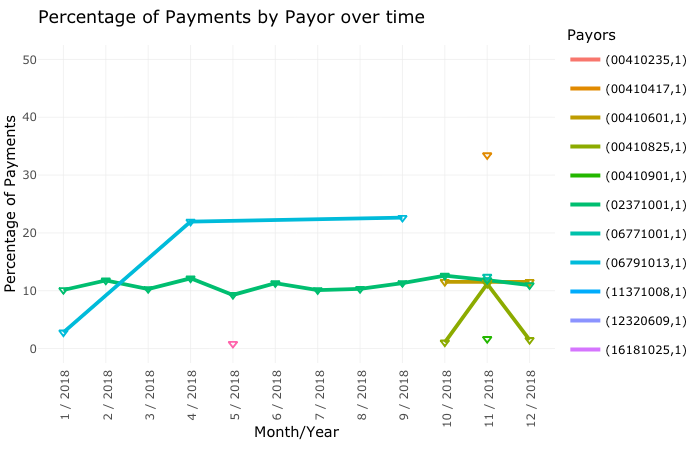 Percentage of Payments by Payor over time
Payors
(00410235,1)
(00410417,1)
(00410601,1)
(00410825,1)
(00410901,1)
(02371001,1)
(06771001,1)
(06791013,1)
(11371008,1)
(12320609,1)
(16181025,1)
Percentage of Payments
50
40
30
20
10
0
1 / 2018
2 / 2018
3 / 2018
4 / 2018
5 / 2018
6 / 2018
7 / 2018
8 / 2018
9 / 2018
10 / 2018
11 / 2018
12 / 2018
Month/Year